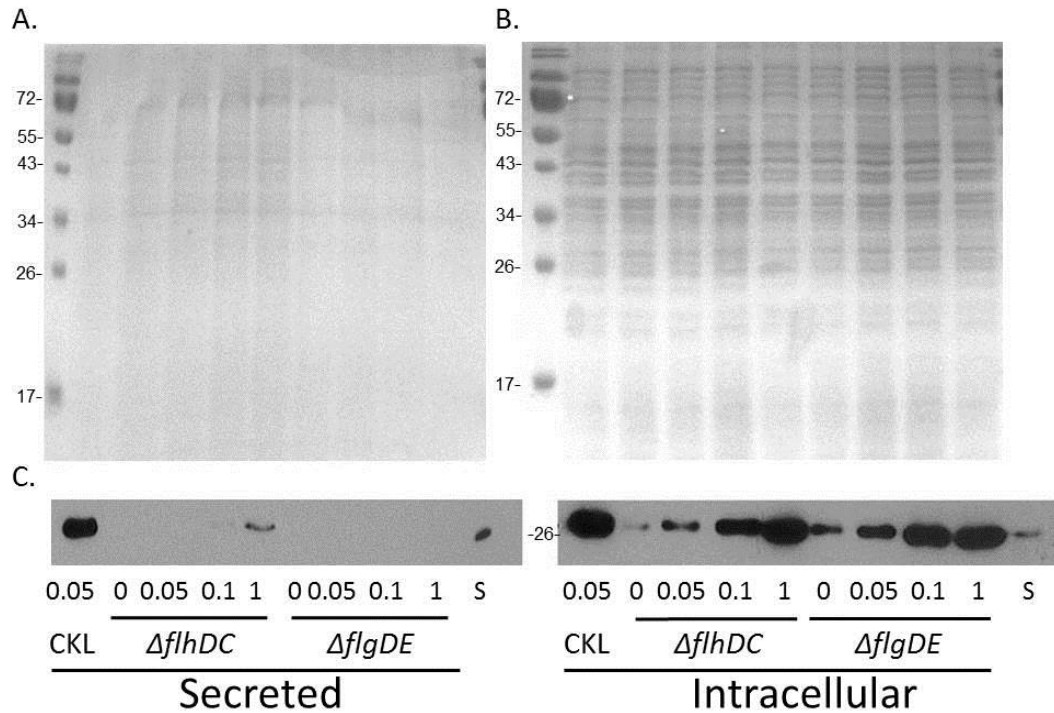 A.
B.
72-
55-
43-
34-
26-
17-
72-
55-
43-
34-
26-
17-
C.
-26-
0.05 0 0.05 0.1 1 0 0.05 0.1 1 S
0.05 0 0.05 0.1 1 0 0.05 0.1 1 S
CKL ΔflhDC ΔflgDE
CKL ΔflhDC ΔflgDE
Secreted
Intracellular